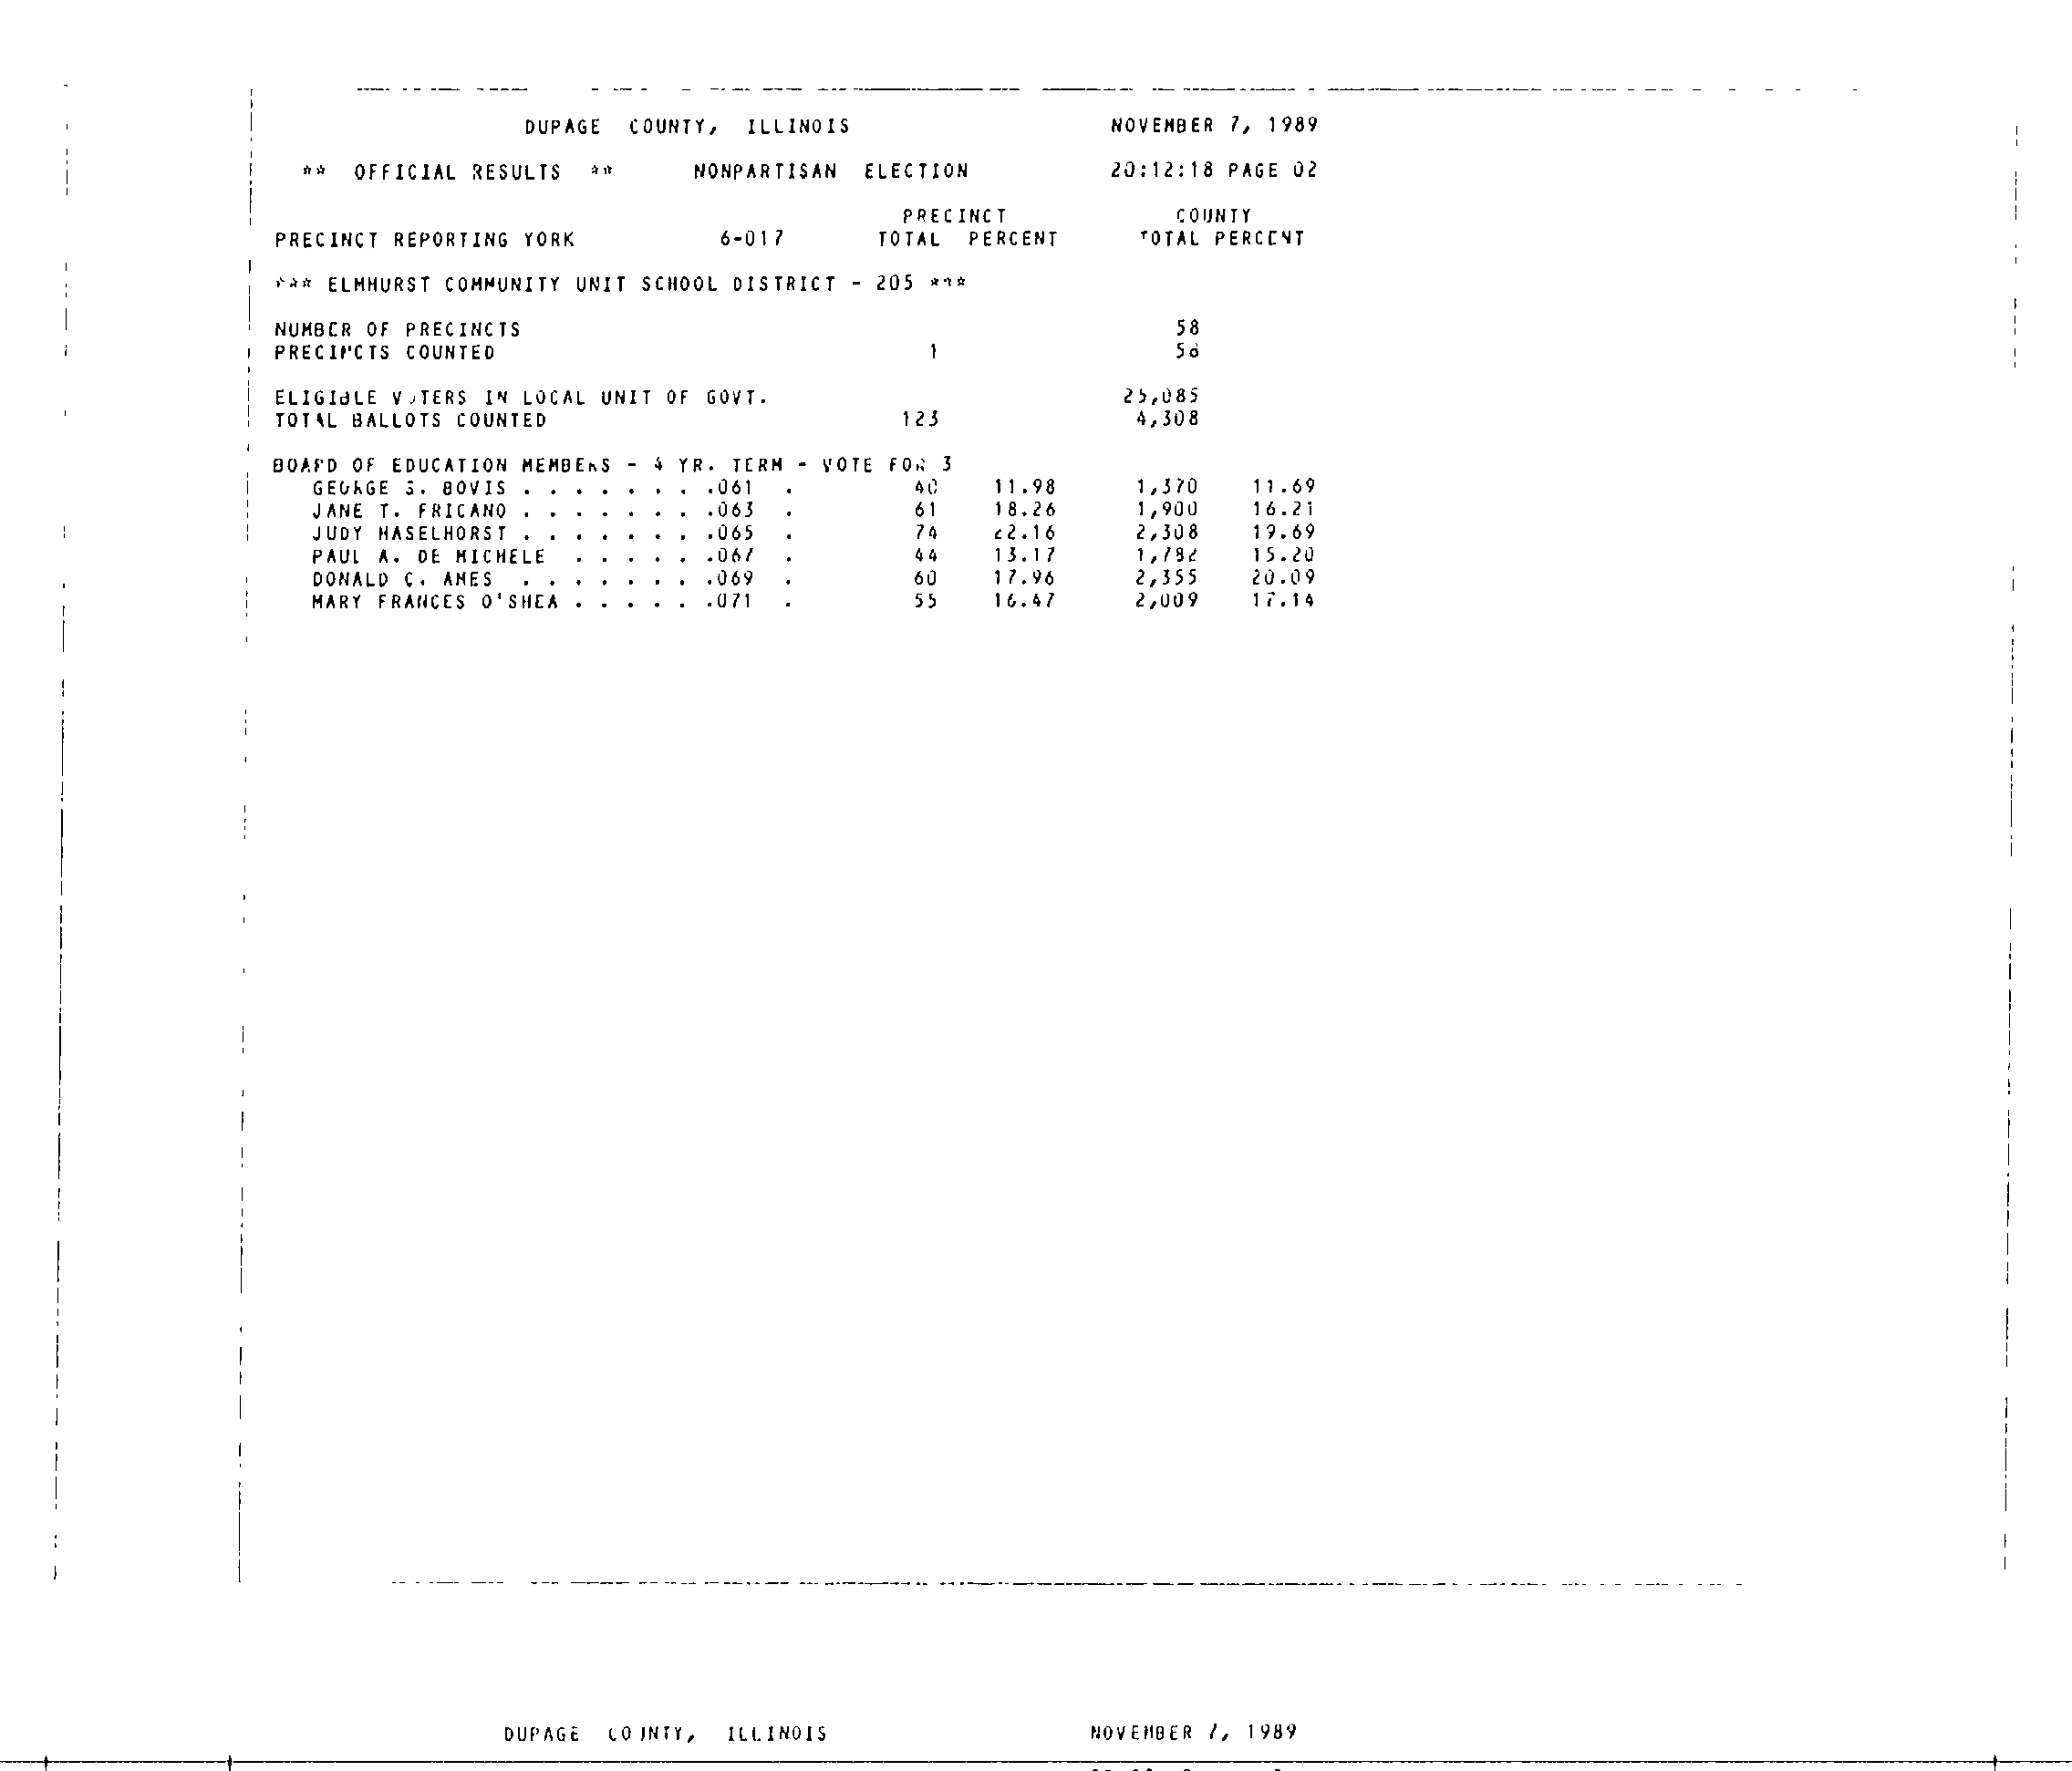 DUPAGE COUNTY, ILLINOIS NOVEMBER 7, 1989
** OFFICIAL RESULTS ** NONPARTISAN ELECTION 20:12:18 PAGE 02
PRECINCT COUNTY
PRECINCT REPORTING YORK 6-017 TOTAL PERCENT TOTAL PERCENT
*** ELMHURST COMMUNITY UNIT SCHOOL DISTRICT - 205 ***
NUMBER OF PRECINCTS 58
PRECINCTS COUNTED 1 58
ELIGIBLE VOTERS IN LOCAL UNIT OF GOVT. 25,085
TOTAL BALLOTS COUNTED 123 4,308
BOARD OF EDUCATION MEMBERS - 4 YR. TERM - VOTE FOR 3
GEORGE S. BOVIS . . . . . . . .061 . 40 11.98 1,370 11.69
JANE T. FRICANO . . . . . . . .063 . 61 18.26 1,900 16.21
JUDY HASELHORST . . . . . . . .065 . 74 22.16 2,308 19.69
PAUL A. DE MICHELE . . . . . .067 . 44 13.17 1,782 15.20
DONALD C. AMES . . . . . . . .069 . 60 17.96 2,355 20.09
MARY FRANCES O'SHEA . . . . . .071 . 55 16.47 2,009 17.14
DUPAGE COUNTY, ILLINOIS NOVEMBER 7, 1989